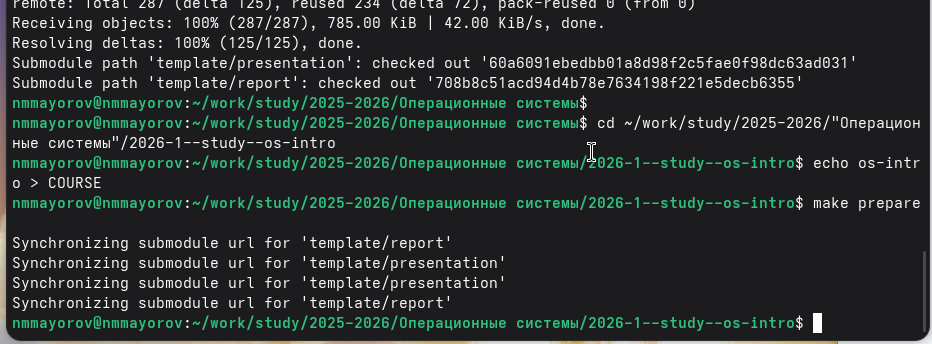 remote: Total 287 (delta 125), reused 234 (delta 72), pack-reused 0 (from 0)
Receiving objects: 100% (287/287), 785.00 KiB | 42.00 KiB/s, done.
Resolving deltas: 100% (125/125), done.
Submodule path 'template/presentation': checked out '60a6091ebedbb01a8d98f2c5fae0f98dc63ad031'
Submodule path 'template/report': checked out '708b8c51acd94d4b78e7634198f221e5decb6355'
nmmayorov@nmmayorov:~/work/study/2025-2026/Операционные системы$
nmmayorov@nmmayorov:~/work/study/2025-2026/Операционные системы$ cd ~/work/study/2025-2026/"Операцион
ные системы"/2026-1--study--os-intro
nmmayorov@nmmayorov:~/work/study/2025-2026/Операционные системы/2026-1--study--os-intro$ echo os-intr
o > COURSE
nmmayorov@nmmayorov:~/work/study/2025-2026/Операционные системы/2026-1--study--os-intro$ make prepare
Synchronizing submodule url for 'template/report'
Synchronizing submodule url for 'template/presentation'
Synchronizing submodule url for 'template/presentation'
Synchronizing submodule url for 'template/report'
nmmayorov@nmmayorov:~/work/study/2025-2026/Операционные системы/2026-1--study--os-intro$